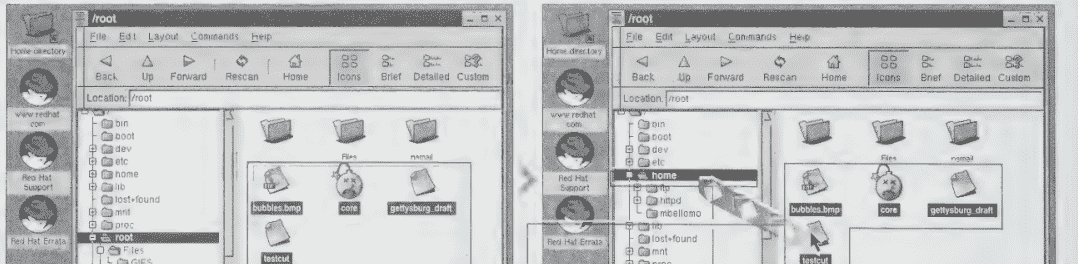 /root
File Edit Layout Commands Help
Back Up Forward Rescan Home Icons Brief Detailed Custom
Location: /root
Home directory
www.redhat
com
Red Hat
Support
Red Hat Errata
bin
boot
dev
etc
home
lib
lost+found
mnt
proc
root
Files
GIFS
Files nsmail
bubbles.bmp core gettysburg_draft
testcut
/root
File Edit Layout Commands Help
Back Up Forward Rescan Home Icons Brief Detailed Custom
Location: /root
Home directory
www.redhat
com
Red Hat
Support
Red Hat Errata
bin
boot
dev
etc
home
ftp
httpd
mbellomo
lib
lost+found
mnt
proc
Files nsmail
bubbles.bmp core gettysburg_draft
testcut